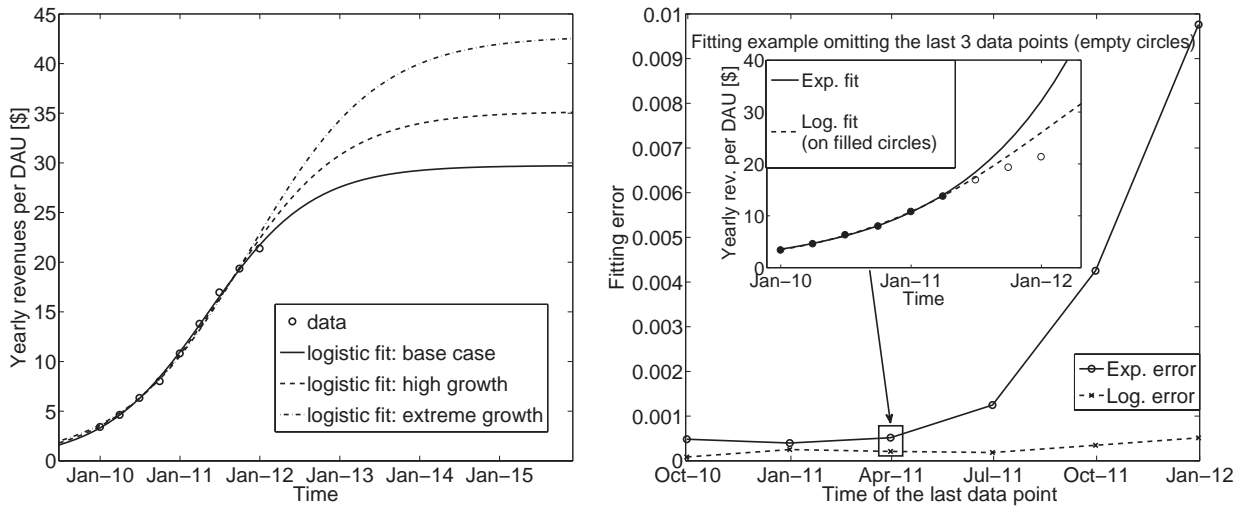 45
40
35
30
25
20
15
10
5
0
Yearly revenues per DAU [$]
data
logistic fit: base case
logistic fit: high growth
logistic fit: extreme growth
Jan−10 Jan−11 Jan−12 Jan−13 Jan−14 Jan−15
Time
0.01
0.009
0.008
0.007
0.006
0.005
0.004
0.003
0.002
0.001
0
Fitting error
Fitting example omitting the last 3 data points (empty circles)
40
30
20
10
0
Yearly rev. per DAU [$]
Exp. fit
Log. fit
(on filled circles)
Jan−10 Jan−11 Jan−12
Time
Exp. error
Log. error
Oct−10 Jan−11 Apr−11 Jul−11 Oct−11 Jan−12
Time of the last data point